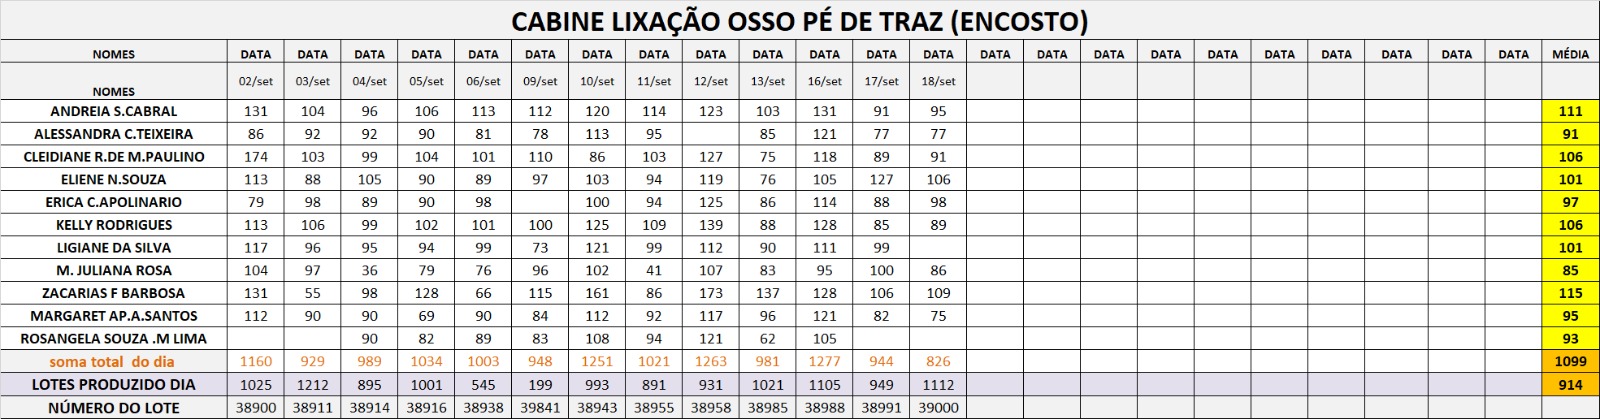 CABINE LIXAÇÃO OSSO PÉ DE TRAZ (ENCOSTO)
NOMES DATA DATA DATA DATA DATA DATA DATA DATA DATA DATA DATA DATA DATA DATA DATA DATA DATA DATA DATA DATA DATA DATA DATA MÉDIA
NOMES 02/set 03/set 04/set 05/set 06/set 09/set 10/set 11/set 12/set 13/set 16/set 17/set 18/set
ANDREIA S.CABRAL 131 104 96 106 113 112 120 114 123 103 131 91 95 111
ALESSANDRA C.TEIXEIRA 86 92 92 90 81 78 113 95 85 121 77 77 91
CLEIDIANE R.DE M.PAULINO 174 103 99 104 101 110 86 103 127 75 118 89 91 106
ELIENE N.SOUZA 113 88 105 90 89 97 103 94 119 76 105 127 106 101
ERICA C.APOLINARIO 79 98 89 90 98 100 94 125 86 114 88 98 97
KELLY RODRIGUES 113 106 99 102 101 100 125 109 139 88 128 85 89 106
LIGIANE DA SILVA 117 96 95 94 99 73 121 99 112 90 111 99 101
M. JULIANA ROSA 104 97 36 79 76 96 102 41 107 83 95 100 86 85
ZACARIAS F BARBOSA 131 55 98 128 66 115 161 86 173 137 128 106 109 115
MARGARET AP.A.SANTOS 112 90 90 69 90 84 112 92 117 96 121 82 75 95
ROSANGELA SOUZA .M LIMA 90 82 89 83 108 94 121 62 105 93
soma total do dia 1160 929 989 1034 1003 948 1251 1021 1263 981 1277 944 826 1099
LOTES PRODUZIDO DIA 1025 1212 895 1001 545 199 993 891 931 1021 1105 949 1112 914
NÚMERO DO LOTE 38900 38911 38914 38916 38938 39841 38943 38955 38958 38985 38988 38991 39000